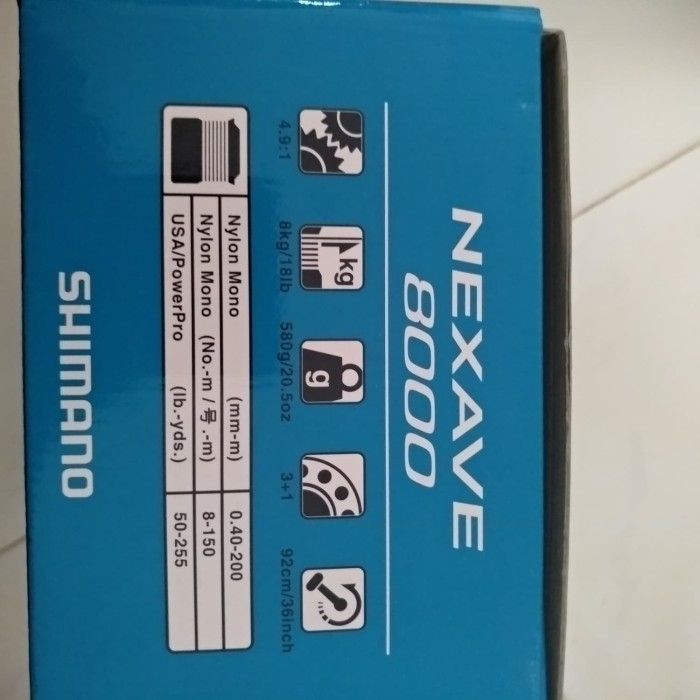 NEXAVE
8000
kg
g
4.9:1
8kg/18lb
580g/20.5oz
3+1
92cm/36inch
Nylon Mono (mm-m) 0.40-200
Nylon Mono (No.-m / 号.-m) 8-150
USA/PowerPro (lb.-yds.) 50-255
SHIMANO